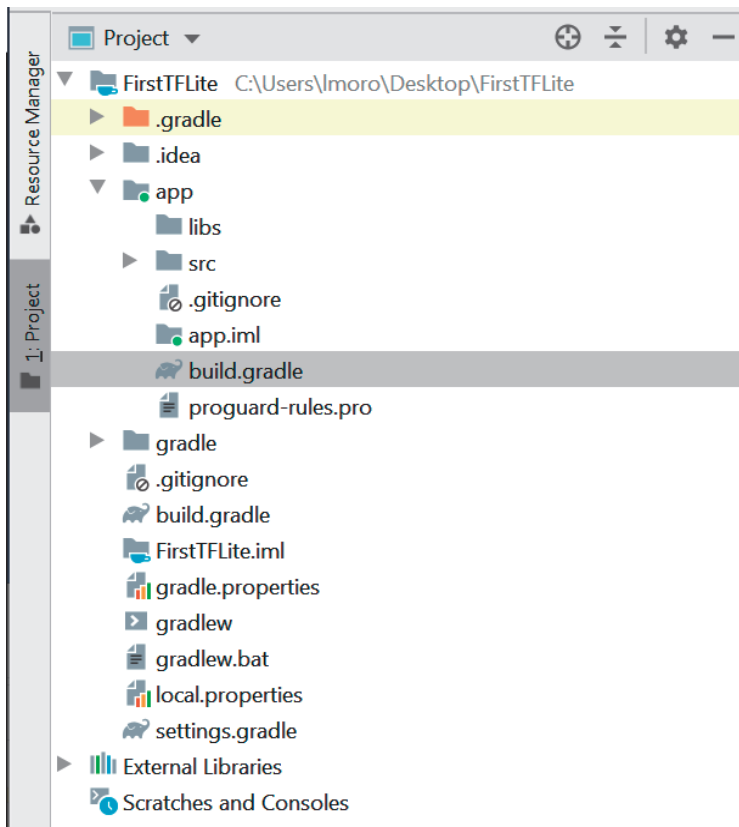 Project
FirstTFLite C:\Users\lmoro\Desktop\FirstTFLite
.gradle
.idea
app
libs
src
.gitignore
app.iml
build.gradle
proguard-rules.pro
gradle
.gitignore
build.gradle
FirstTFLite.iml
gradle.properties
gradlew
gradlew.bat
local.properties
settings.gradle
External Libraries
Scratches and Consoles
Resource Manager
1: Project